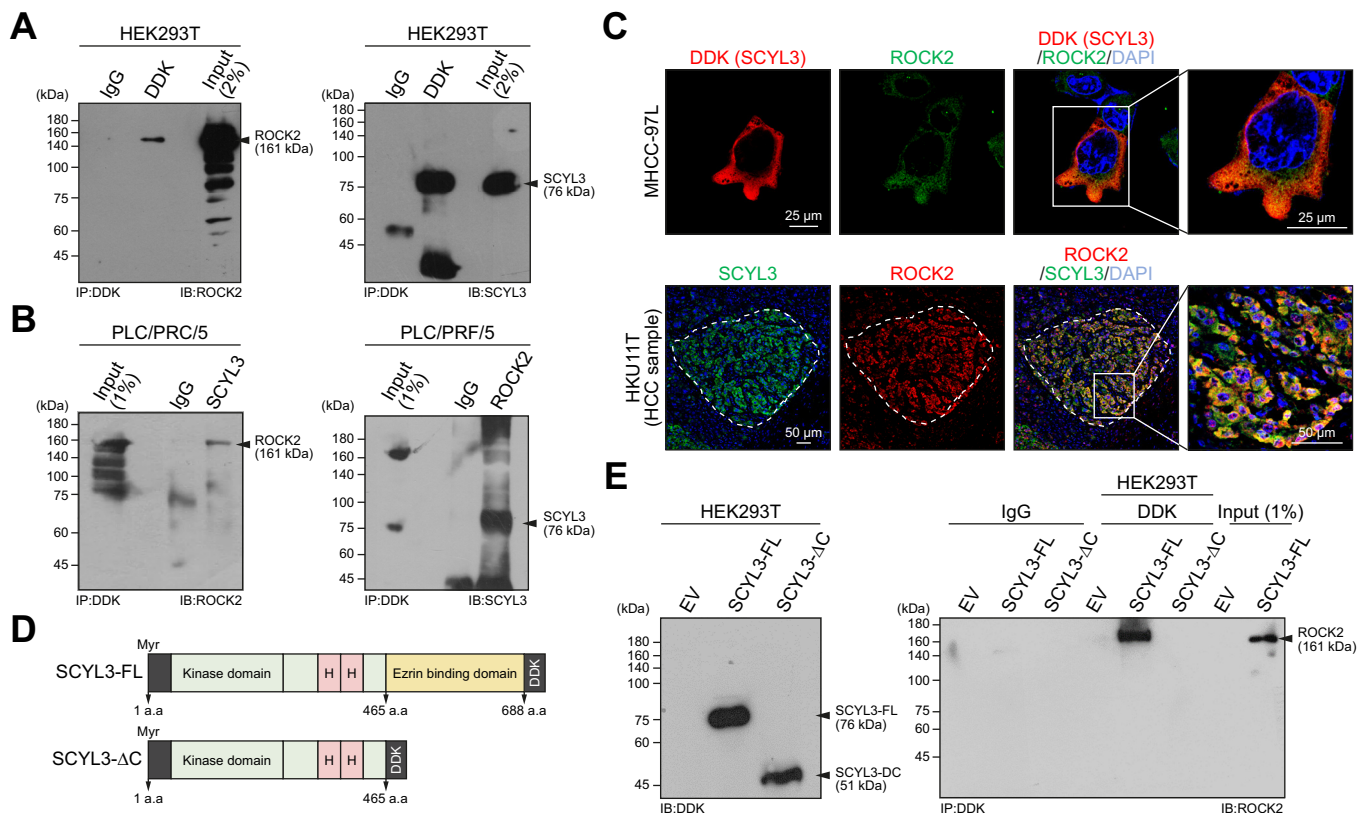 A
HEK293T
IgG
DDK
Input
(2%)
(kDa)
180
160
140
100
75
60
45
ROCK2
(161 kDa)
IP:DDK
IB:ROCK2
HEK293T
IgG
DDK
Input
(2%)
(kDa)
180
160
140
100
75
60
45
SCYL3
(76 kDa)
IP:DDK
IB:SCYL3
B
PLC/PRC/5
Input
(1%)
IgG
SCYL3
(kDa)
180
160
140
100
75
60
45
ROCK2
(161 kDa)
IP:DDK
IB:ROCK2
PLC/PRF/5
Input
(1%)
IgG
ROCK2
(kDa)
180
160
140
100
75
60
45
SCYL3
(76 kDa)
IP:DDK
IB:SCYL3
C
DDK (SCYL3)
ROCK2
DDK (SCYL3)
/ROCK2/DAPI
MHCC-97L
25 µm
25 µm
SCYL3
ROCK2
ROCK2
/SCYL3/DAPI
HKU11T
(HCC sample)
50 µm
50 µm
D
Myr
SCYL3-FL
Kinase domain
H
H
Ezrin binding domain
DDK
1 a.a
465 a.a
688 a.a
Myr
SCYL3-ΔC
Kinase domain
H
H
DDK
1 a.a
465 a.a
E
HEK293T
EV
SCYL3-FL
SCYL3-ΔC
(kDa)
180
160
140
100
75
60
45
SCYL3-FL
(76 kDa)
SCYL3-DC
(51 kDa)
IB:DDK
HEK293T
IgG
DDK
Input (1%)
EV
SCYL3-FL
SCYL3-ΔC
EV
SCYL3-FL
SCYL3-ΔC
EV
SCYL3-FL
(kDa)
180
160
140
100
75
60
45
ROCK2
(161 kDa)
IP:DDK
IB:ROCK2